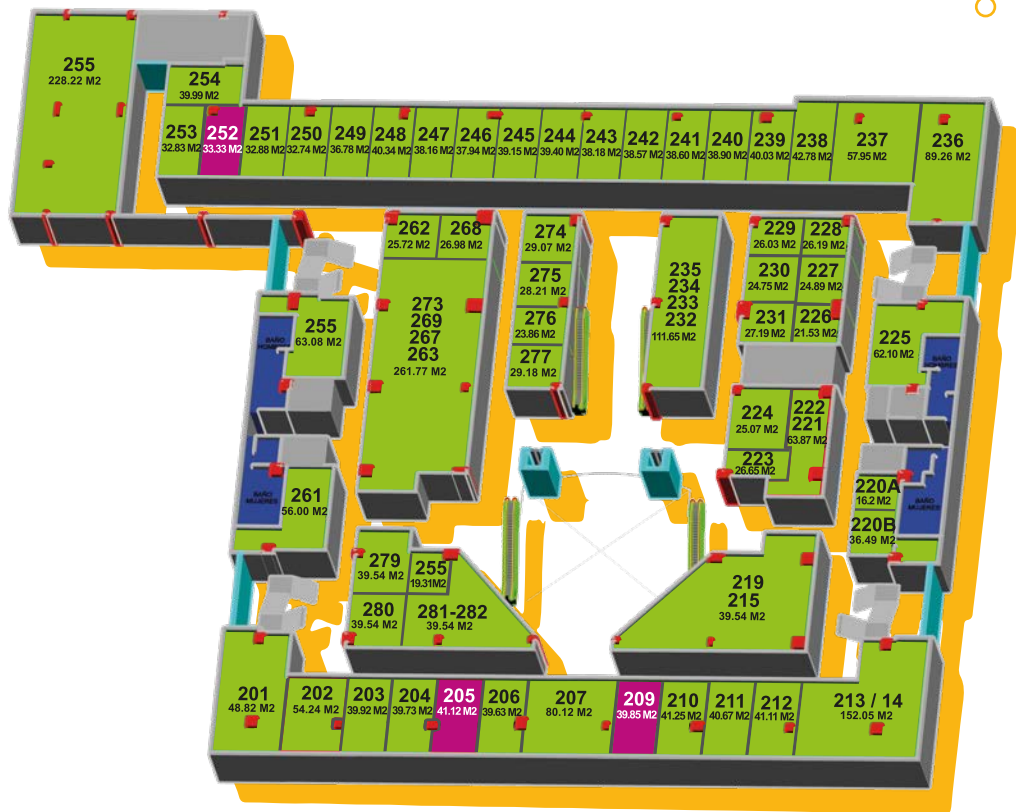 255
228.22 M2
254
39.99 M2
253
32.83 M2
252
33.33 M2
251
32.88 M2
250
32.74 M2
249
36.78 M2
248
40.34 M2
247
38.16 M2
246
37.94 M2
245
39.15 M2
244
39.40 M2
243
38.18 M2
242
38.57 M2
241
38.60 M2
240
38.90 M2
239
40.03 M2
238
42.78 M2
237
57.95 M2
236
89.26 M2
262
25.72 M2
268
26.98 M2
273
269
267
263
261.77 M2
274
29.07 M2
275
28.21 M2
276
23.86 M2
277
29.18 M2
235
234
233
232
111.65 M2
229
26.03 M2
228
26.19 M2
230
24.75 M2
227
24.89 M2
231
27.19 M2
226
21.53 M2
255
63.08 M2
BAÑO
HOMBRES
225
62.10 M2
BAÑO
HOMBRES
224
25.07 M2
222
221
63.87 M2
223
26.65 M2
261
56.00 M2
BAÑO
MUJERES
220A
16.2 M2
220B
36.49 M2
BAÑO
MUJERES
279
39.54 M2
255
19.31 M2
280
39.54 M2
281-282
39.54 M2
219
215
39.54 M2
201
48.82 M2
202
54.24 M2
203
39.92 M2
204
39.73 M2
205
41.12 M2
206
39.63 M2
207
80.12 M2
209
39.85 M2
210
41.25 M2
211
40.67 M2
212
41.11 M2
213 / 14
152.05 M2